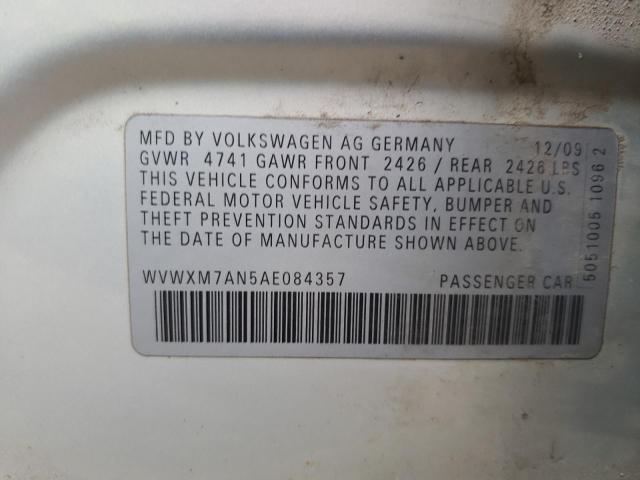 MFD BY VOLKSWAGEN AG GERMANY 12/09
GVWR 4741 GAWR FRONT 2426 / REAR 2426 LBS
THIS VEHICLE CONFORMS TO ALL APPLICABLE U.S.
FEDERAL MOTOR VEHICLE SAFETY, BUMPER AND
THEFT PREVENTION STANDARDS IN EFFECT ON
THE DATE OF MANUFACTURE SHOWN ABOVE.
WVWXM7AN5AE084357 PASSENGER CAR
5051005 1096 2